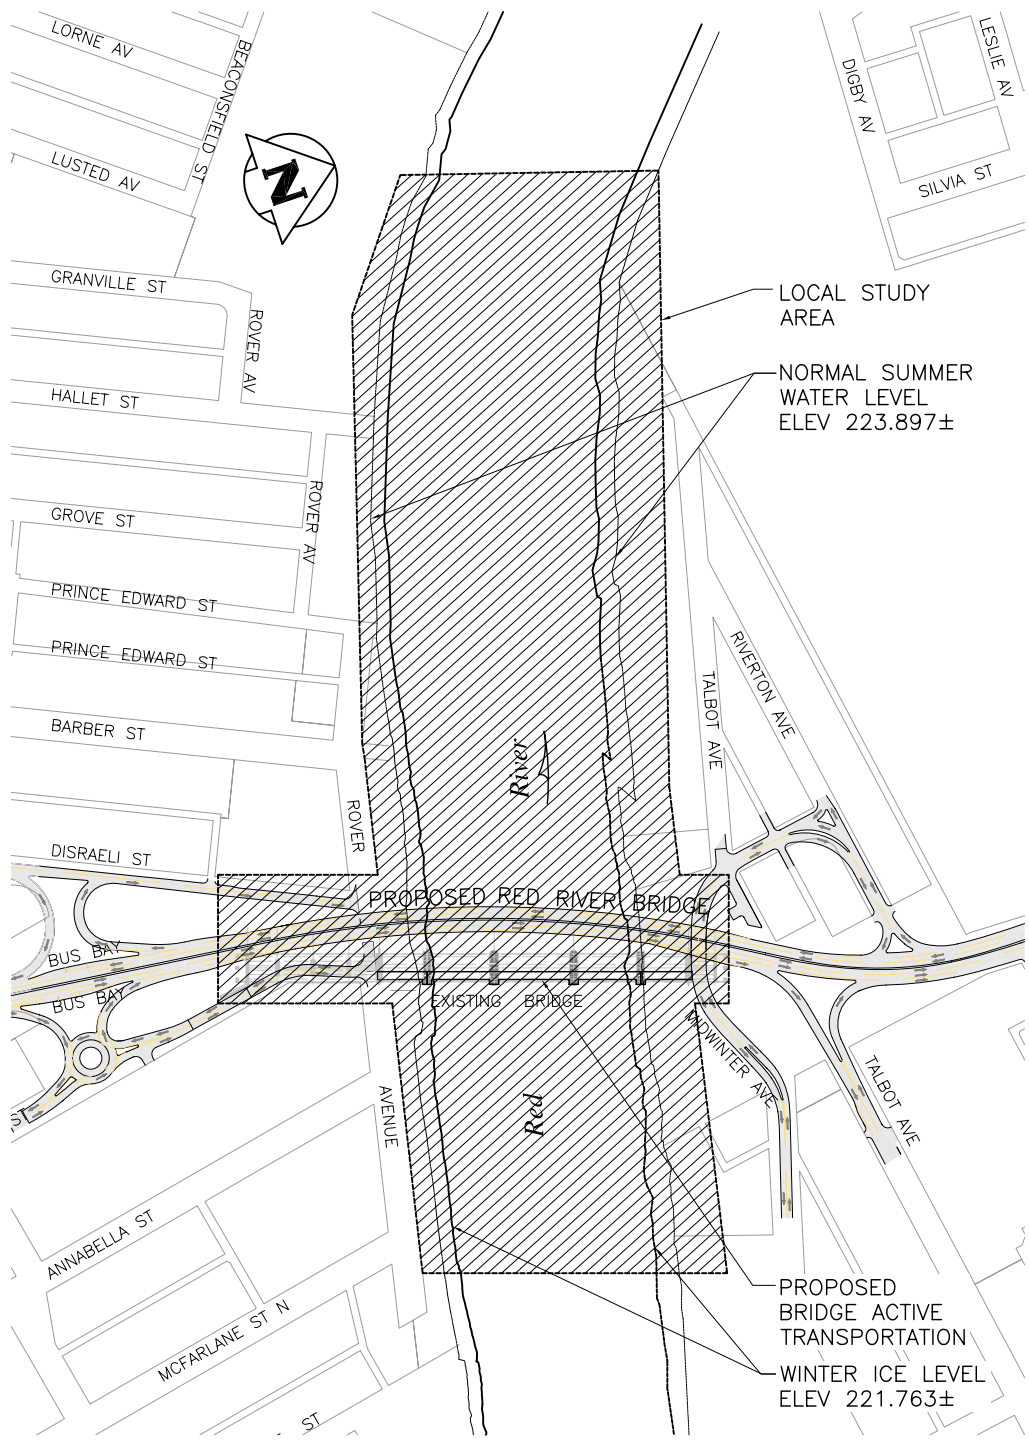 LORNE AV
BEACONSFIELD ST
LUSTED AV
N
DIGBY AV
LESLIE AV
SILVIA ST
GRANVILLE ST
ROVER AV
LOCAL STUDY
AREA
NORMAL SUMMER
WATER LEVEL
ELEV 223.897±
HALLET ST
ROVER AV
GROVE ST
PRINCE EDWARD ST
PRINCE EDWARD ST
BARBER ST
RIVERTON AVE
TALBOT AVE
River
ROVER
DISRAELI ST
PROPOSED RED RIVER BRIDGE
BUS BAY
BUS BAY
EXISTING BRIDGE
MIDWINTER AVE
TALBOT AVE
ST
AVENUE
Red
ANNABELLA ST
MCFARLANE ST N
PROPOSED
BRIDGE ACTIVE
TRANSPORTATION
WINTER ICE LEVEL
ELEV 221.763±
ST